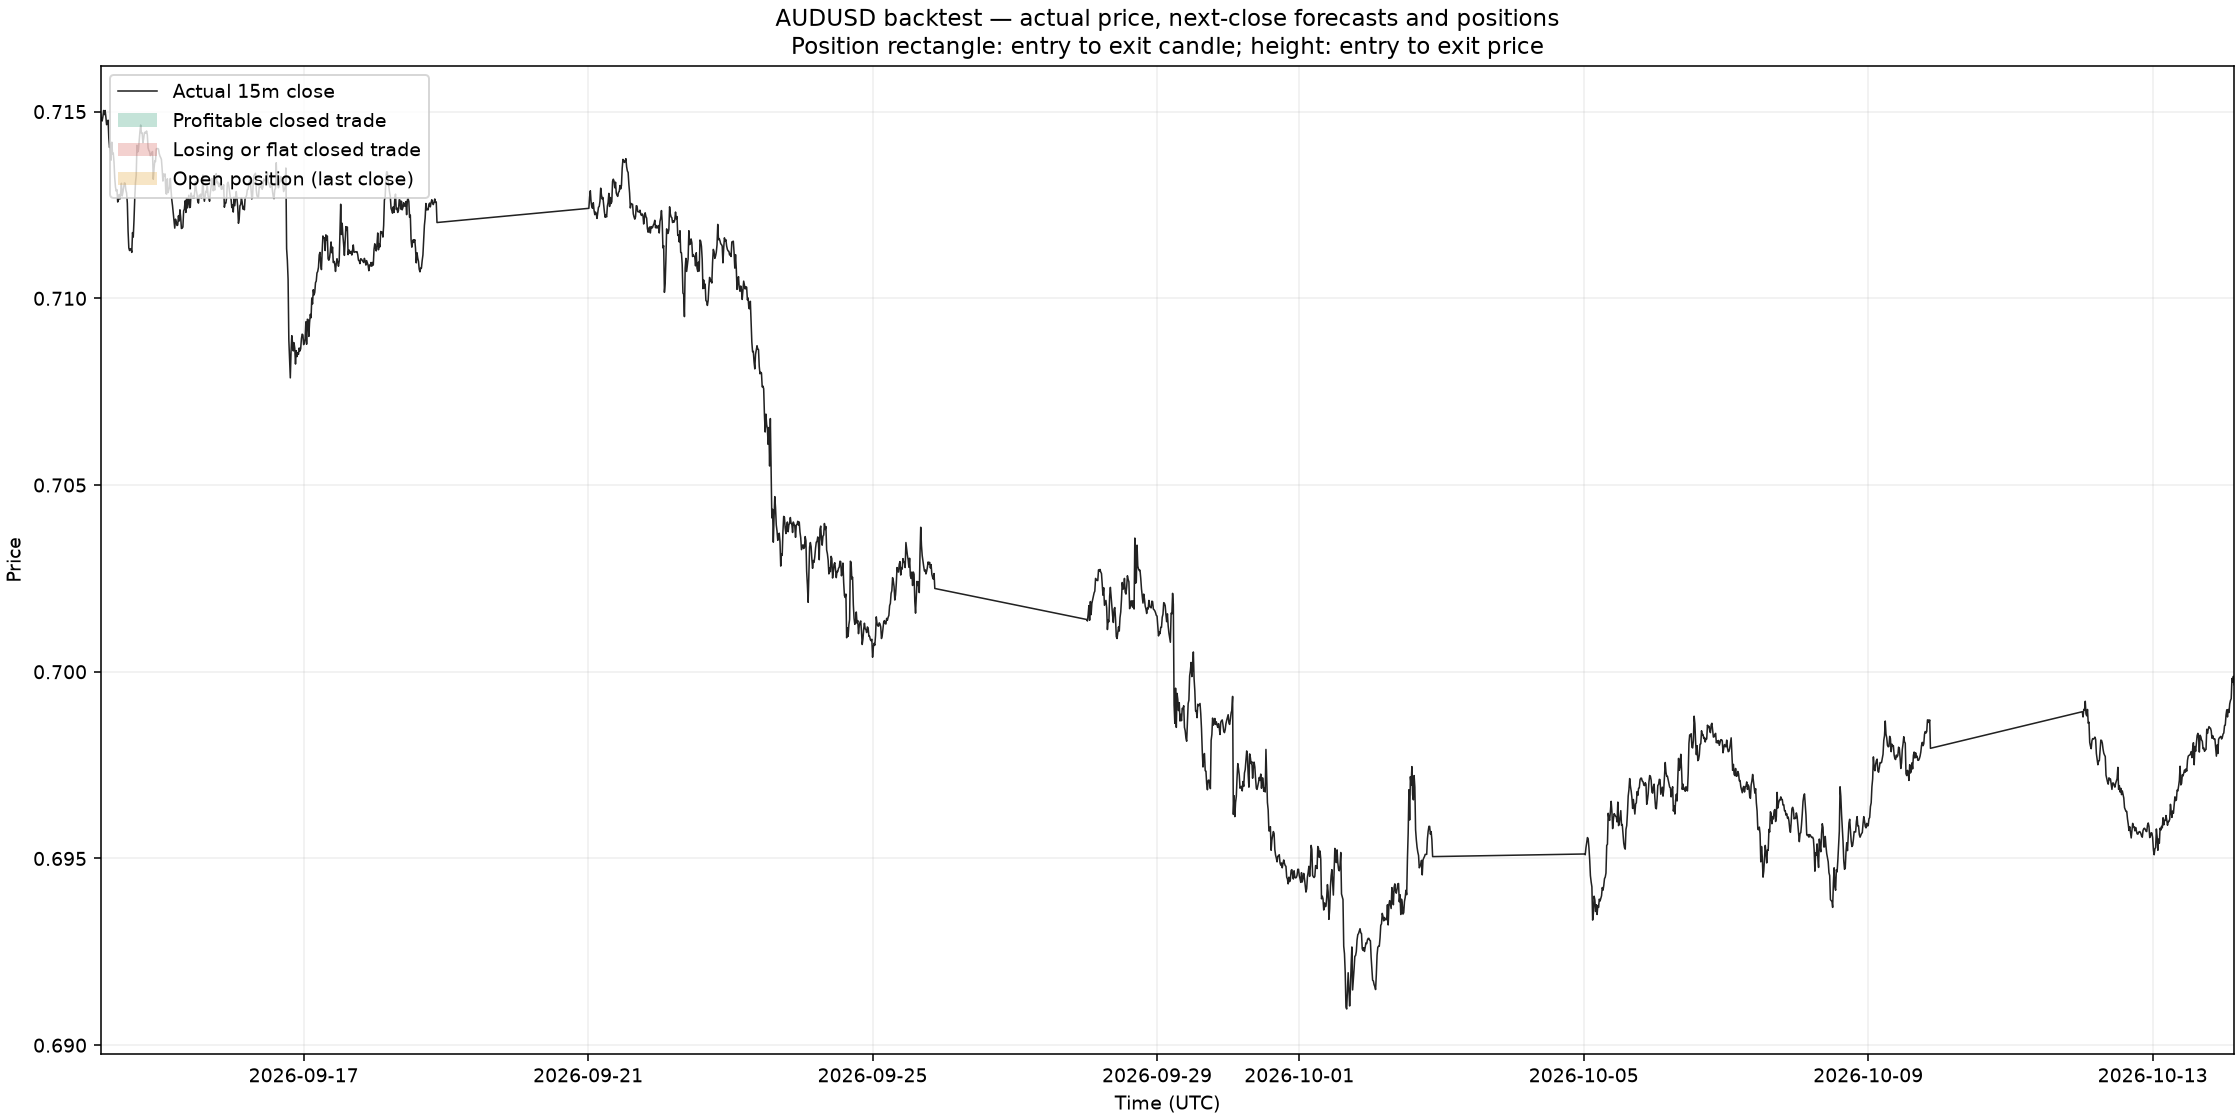 AUDUSD backtest — actual price, next-close forecasts and positions
Position rectangle: entry to exit candle; height: entry to exit price
Actual 15m close
Profitable closed trade
Losing or flat closed trade
Open position (last close)
0.715
0.710
0.705
0.700
0.695
0.690
Price
2026-09-17
2026-09-21
2026-09-25
2026-09-29
2026-10-01
2026-10-05
2026-10-09
2026-10-13
Time (UTC)